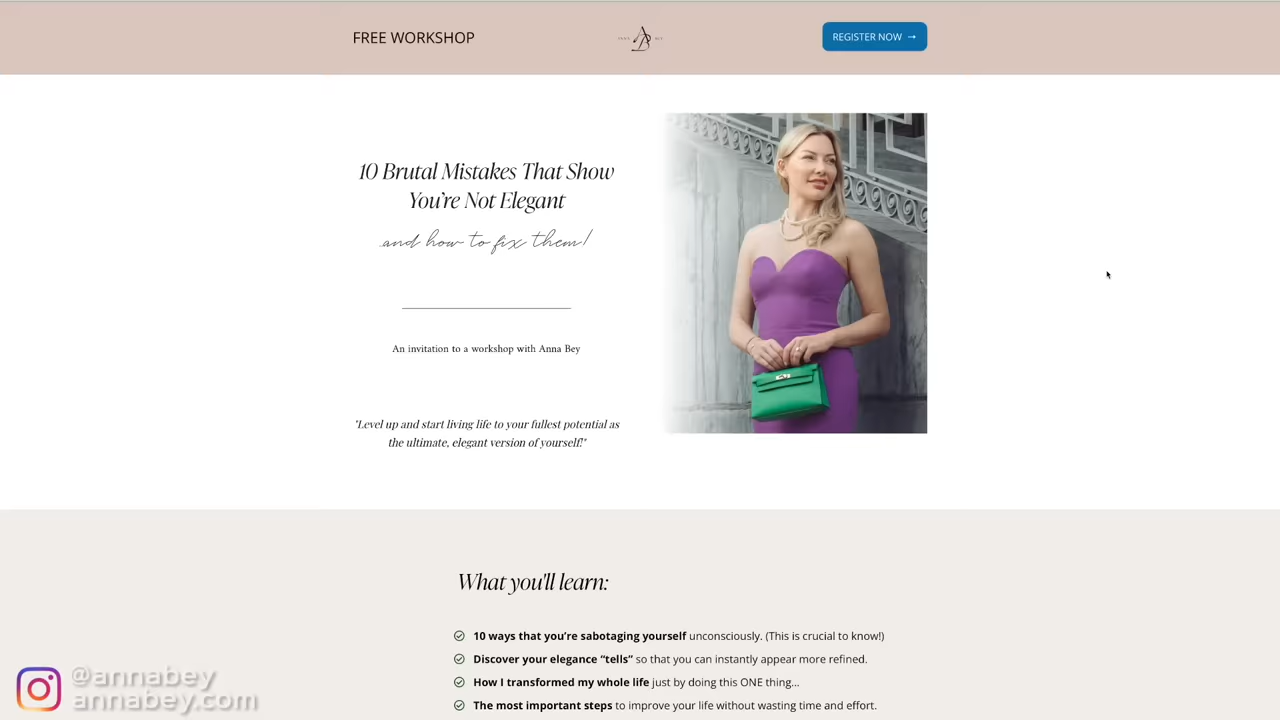 FREE WORKSHOP
REGISTER NOW →
10 Brutal Mistakes That Show
You're Not Elegant
...and how to fix them!
An invitation to a workshop with Anna Bey
"Level up and start living life to your fullest potential as
the ultimate, elegant version of yourself!"
What you'll learn:
10 ways that you're sabotaging yourself unconsciously. (This is crucial to know!)
Discover your elegance “tells” so that you can instantly appear more refined.
How I transformed my whole life just by doing this ONE thing...
The most important steps to improve your life without wasting time and effort.
@annabey
annabey.com